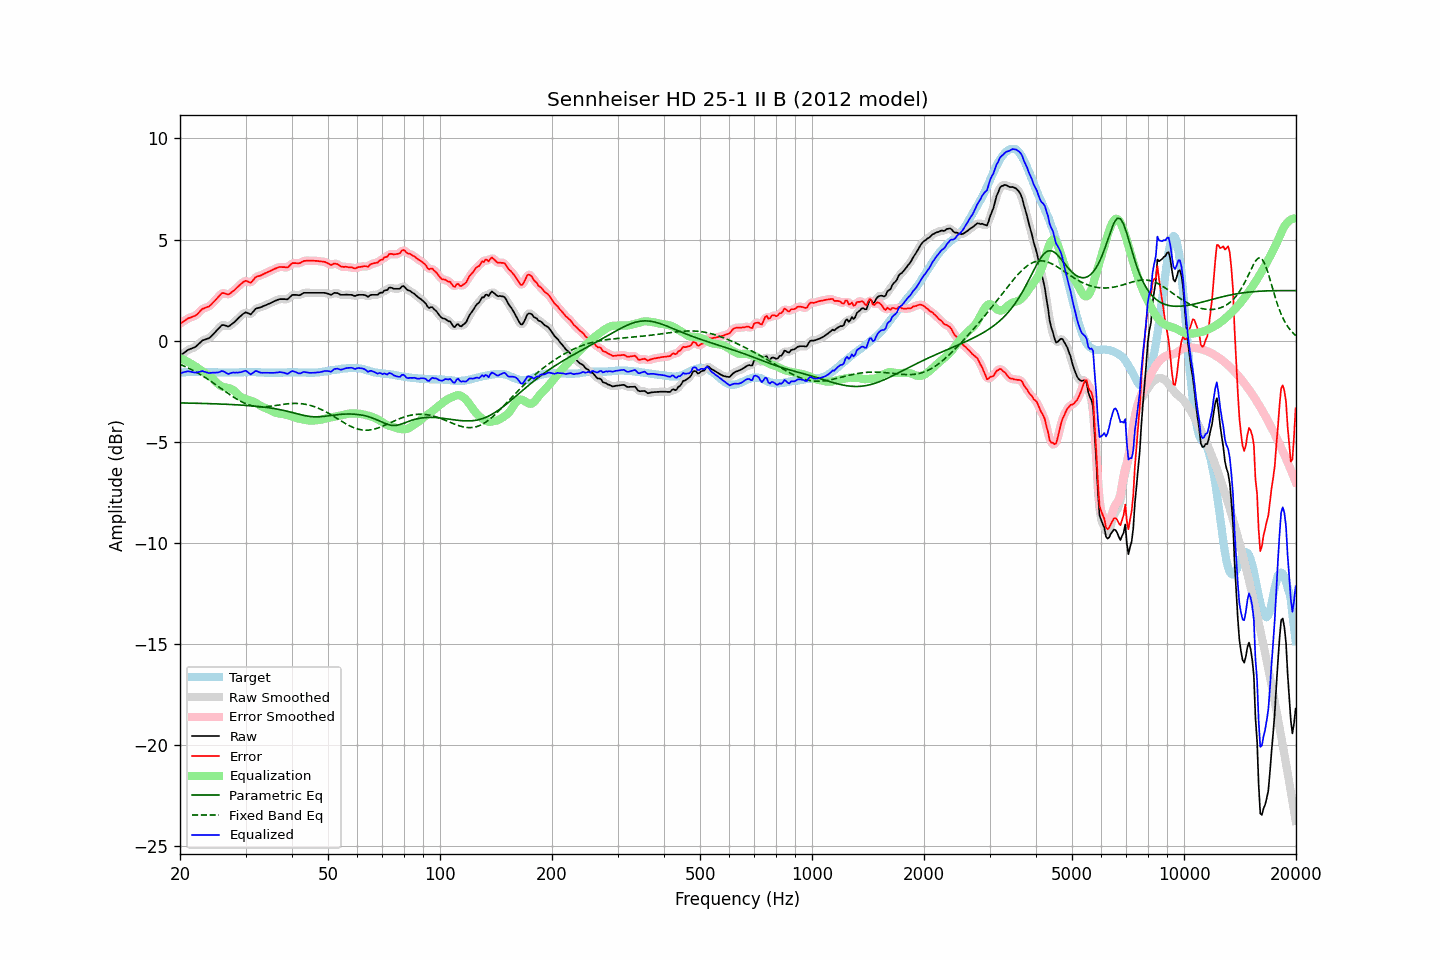 Sennheiser HD 25-1 II B (2012 model)
Amplitude (dBr)
10
5
0
−5
−10
−15
−20
−25
Target
Raw Smoothed
Error Smoothed
Raw
Error
Equalization
Parametric Eq
Fixed Band Eq
Equalized
20 50 100 200 500 1000 2000 5000 10000 20000
Frequency (Hz)